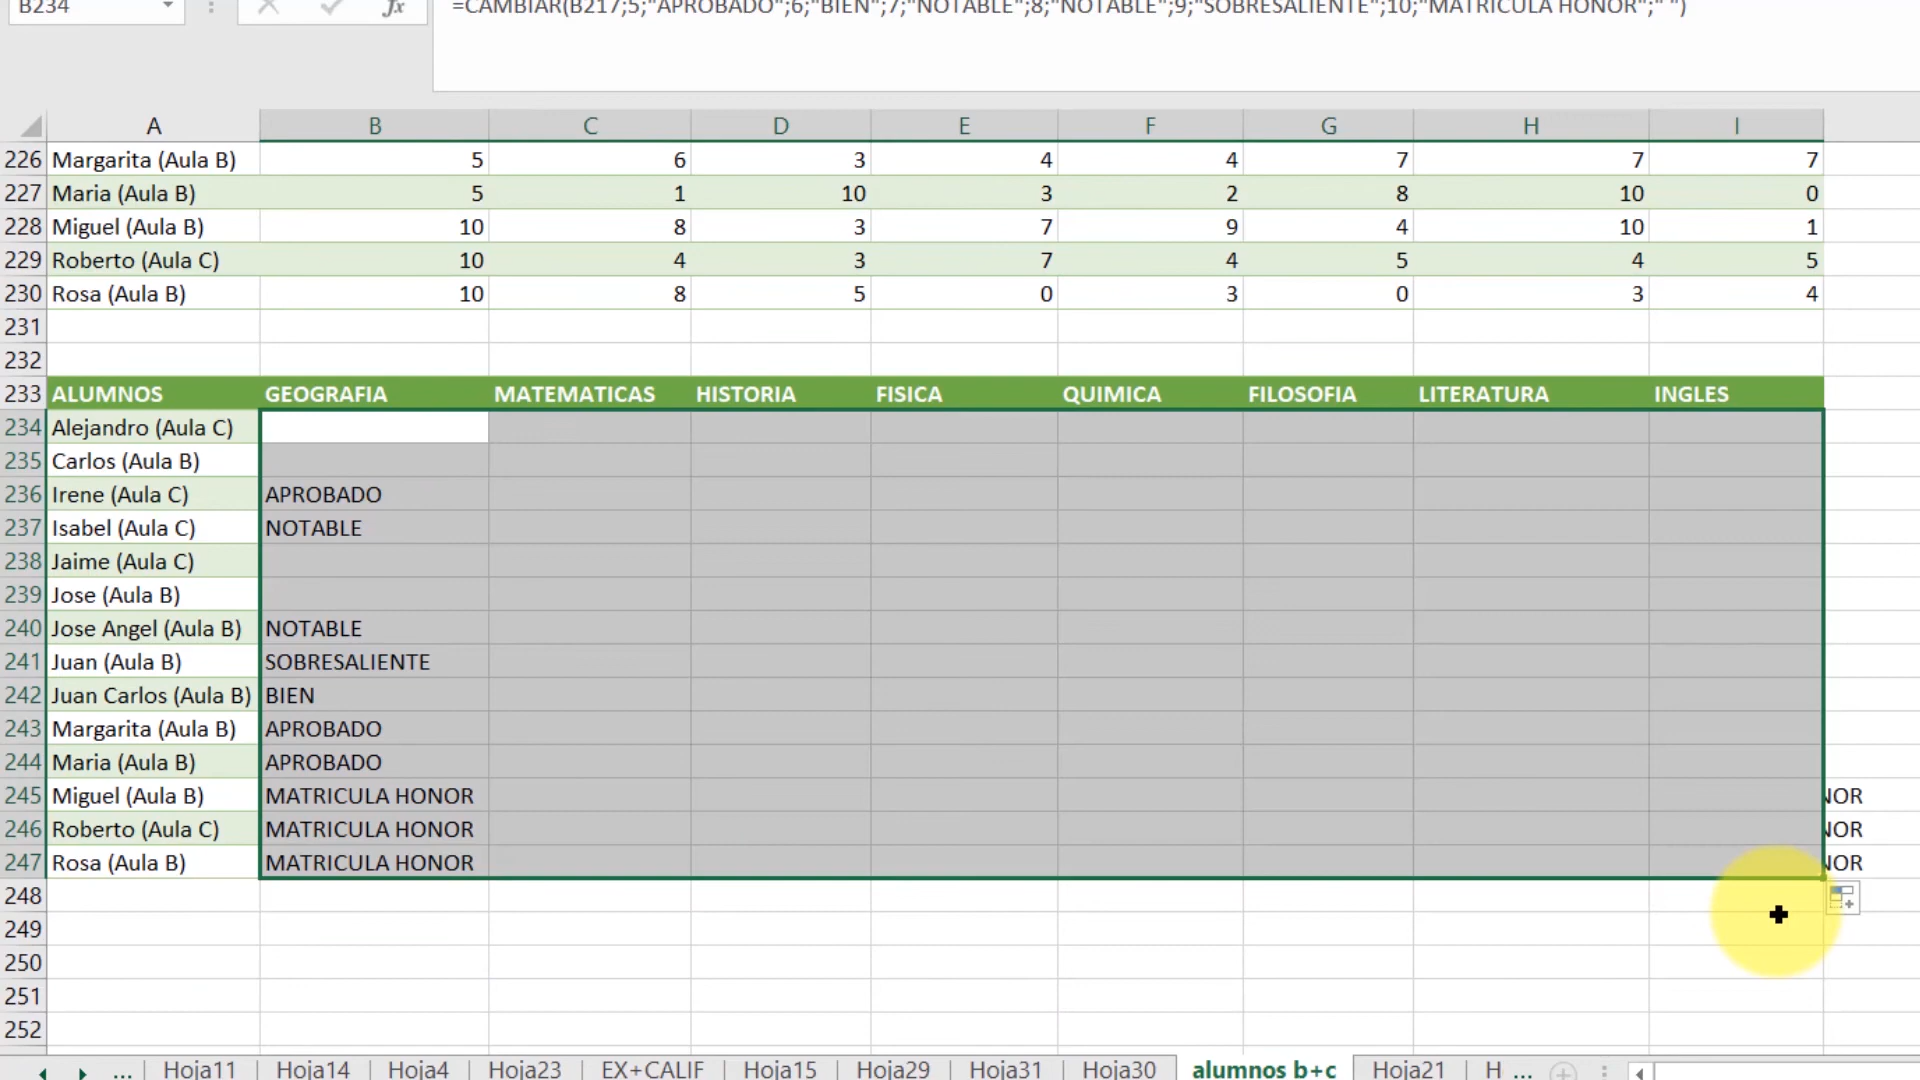 B234 fx =CAMBIAR(B217;5;"APROBADO";6;"BIEN";7;"NOTABLE";8;"NOTABLE";9;"SOBRESALIENTE";10;"MATRICULA HONOR";" ")
A B C D E F G H I
226 Margarita (Aula B) 5 6 3 4 4 7 7 7
227 Maria (Aula B) 5 1 10 3 2 8 10 0
228 Miguel (Aula B) 10 8 3 7 9 4 10 1
229 Roberto (Aula C) 10 4 3 7 4 5 4 5
230 Rosa (Aula B) 10 8 5 0 3 0 3 4
231
232
233 ALUMNOS GEOGRAFIA MATEMATICAS HISTORIA FISICA QUIMICA FILOSOFIA LITERATURA INGLES
234 Alejandro (Aula C)
235 Carlos (Aula B)
236 Irene (Aula C) APROBADO
237 Isabel (Aula C) NOTABLE
238 Jaime (Aula C)
239 Jose (Aula B)
240 Jose Angel (Aula B) NOTABLE
241 Juan (Aula B) SOBRESALIENTE
242 Juan Carlos (Aula B) BIEN
243 Margarita (Aula B) APROBADO
244 Maria (Aula B) APROBADO
245 Miguel (Aula B) MATRICULA HONOR NOR
246 Roberto (Aula C) MATRICULA HONOR NOR
247 Rosa (Aula B) MATRICULA HONOR NOR
248
249
250
251
252
... Hoja11 Hoja14 Hoja4 Hoja23 EX+CALIF Hoja15 Hoja29 Hoja31 Hoja30 alumnos b+c Hoja21 H ...